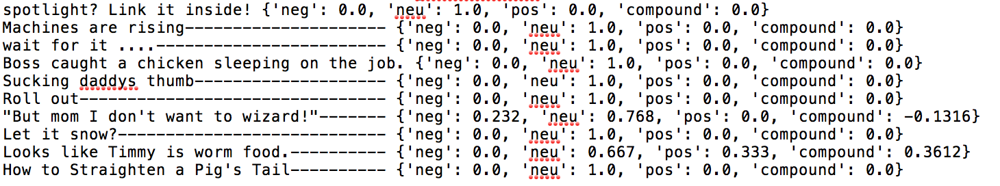 spotlight? Link it inside! {'neg': 0.0, 'neu': 1.0, 'pos': 0.0, 'compound': 0.0}
Machines are rising--------------------- {'neg': 0.0, 'neu': 1.0, 'pos': 0.0, 'compound': 0.0}
wait for it ....------------------------ {'neg': 0.0, 'neu': 1.0, 'pos': 0.0, 'compound': 0.0}
Boss caught a chicken sleeping on the job. {'neg': 0.0, 'neu': 1.0, 'pos': 0.0, 'compound': 0.0}
Sucking daddys thumb-------------------- {'neg': 0.0, 'neu': 1.0, 'pos': 0.0, 'compound': 0.0}
Roll out-------------------------------- {'neg': 0.0, 'neu': 1.0, 'pos': 0.0, 'compound': 0.0}
"But mom I don't want to wizard!"------- {'neg': 0.232, 'neu': 0.768, 'pos': 0.0, 'compound': -0.1316}
Let it snow?---------------------------- {'neg': 0.0, 'neu': 1.0, 'pos': 0.0, 'compound': 0.0}
Looks like Timmy is worm food.---------- {'neg': 0.0, 'neu': 0.667, 'pos': 0.333, 'compound': 0.3612}
How to Straighten a Pig's Tail---------- {'neg': 0.0, 'neu': 1.0, 'pos': 0.0, 'compound': 0.0}